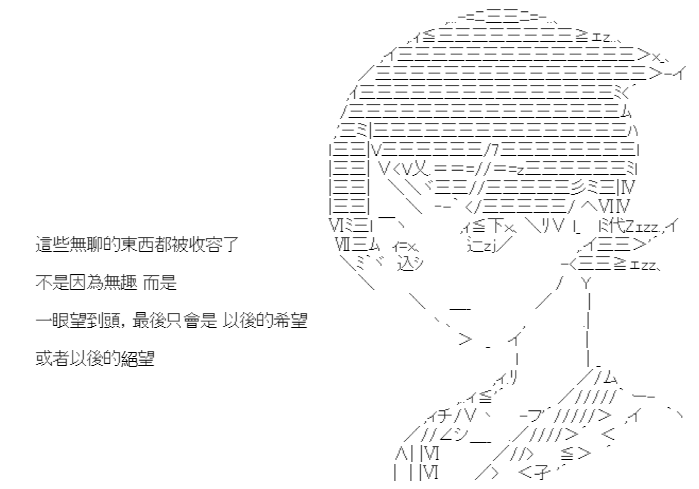 這些無聊的東西都被收容了
不是因為無趣 而是
一眼望到頭, 最後只會是 以後的希望
或者以後的絕望